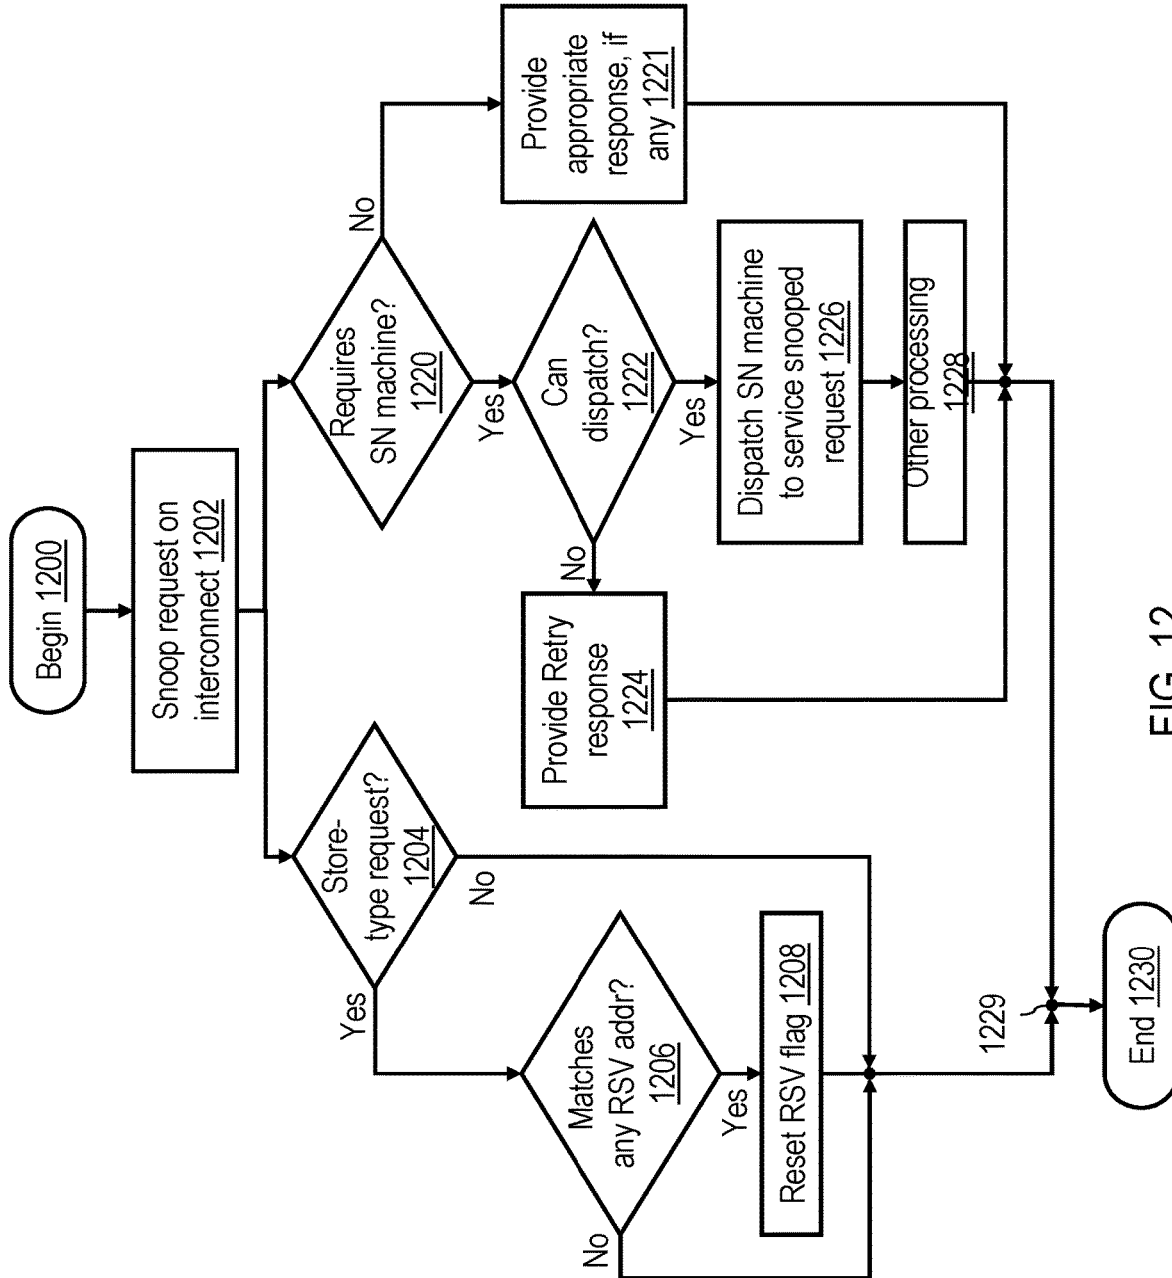 Begin 1200
Snoop request on
interconnect 1202
Store-
type request?
1204
Yes
No
Matches
any RSV addr?
1206
No
Yes
Reset RSV flag 1208
Requires
SN machine?
1220
No
Yes
Provide
appropriate
response, if
any 1221
Can
dispatch?
1222
No
Yes
Provide Retry
response
1224
Dispatch SN machine
to service snooped
request 1226
Other processing
1228
1229
End 1230
FIG. 12